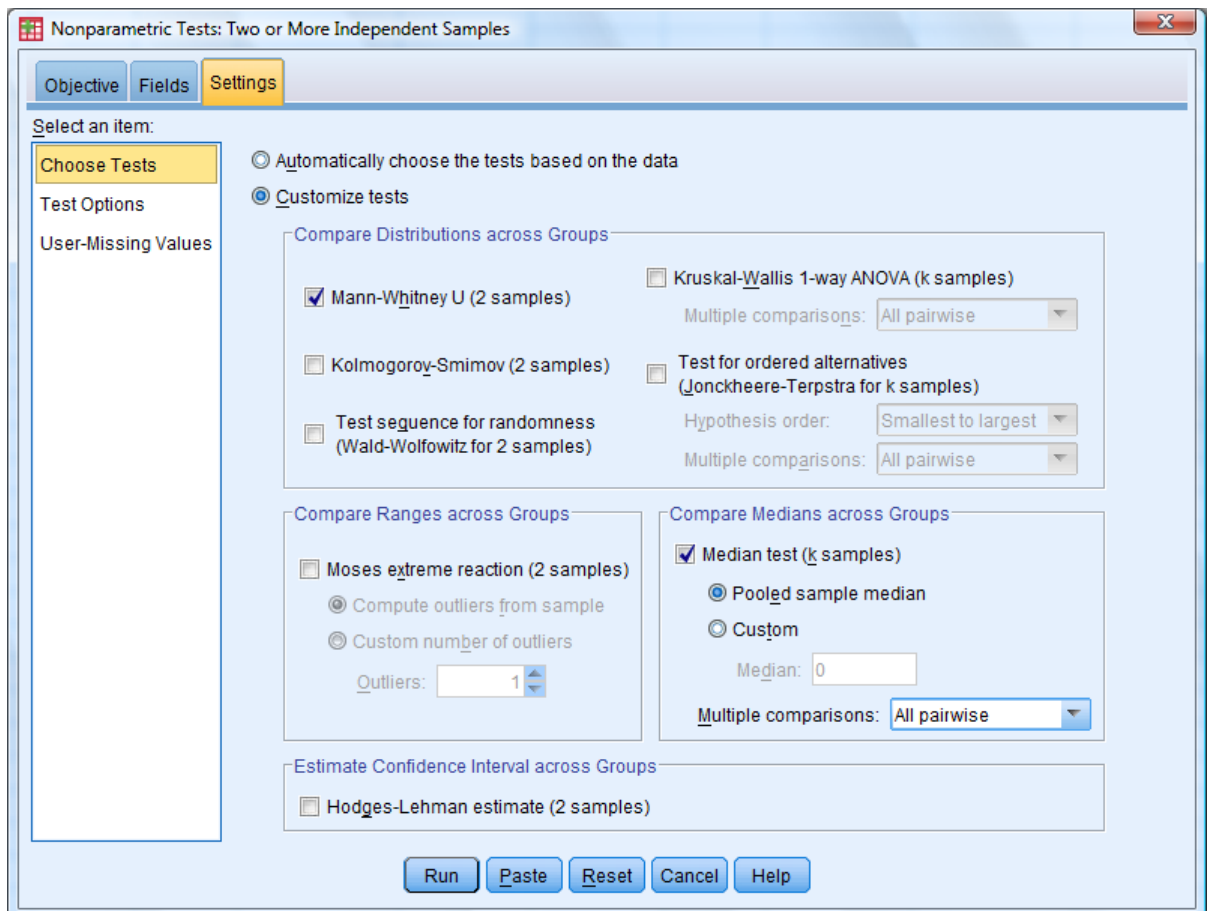 Nonparametric Tests: Two or More Independent Samples
Objective Fields Settings
Select an item:
Choose Tests
Test Options
User-Missing Values
Automatically choose the tests based on the data
Customize tests
Compare Distributions across Groups
Mann-Whitney U (2 samples)
Kolmogorov-Smirnov (2 samples)
Test sequence for randomness
(Wald-Wolfowitz for 2 samples)
Kruskal-Wallis 1-way ANOVA (k samples)
Multiple comparisons: All pairwise
Test for ordered alternatives
(Jonckheere-Terpstra for k samples)
Hypothesis order: Smallest to largest
Multiple comparisons: All pairwise
Compare Ranges across Groups
Moses extreme reaction (2 samples)
Compute outliers from sample
Custom number of outliers
Outliers: 1
Compare Medians across Groups
Median test (k samples)
Pooled sample median
Custom
Median: 0
Multiple comparisons: All pairwise
Estimate Confidence Interval across Groups
Hodges-Lehman estimate (2 samples)
Run Paste Reset Cancel Help